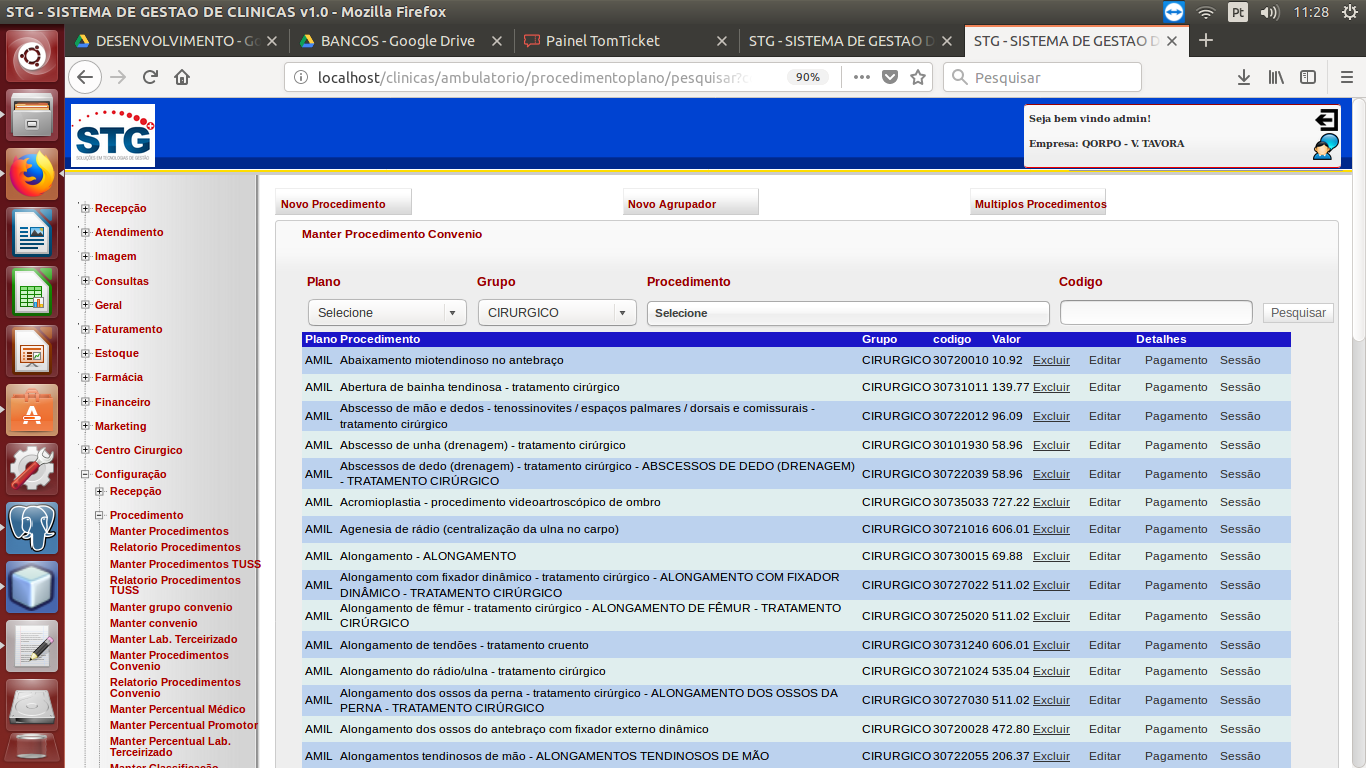 STG - SISTEMA DE GESTAO DE CLINICAS v1.0 - Mozilla Firefox
Pt
11:28
DESENVOLVIMENTO - Go
BANCOS - Google Drive
Painel TomTicket
STG - SISTEMA DE GESTAO D
STG - SISTEMA DE GESTAO D
localhost/clinicas/ambulatorio/procedimentoplano/pesquisar?
90%
Pesquisar
STG
SOLUÇÕES EM TECNOLOGIAS DE GESTÃO
Seja bem vindo admin!
Empresa: QORPO - V. TAVORA
Recepção
Atendimento
Imagem
Consultas
Geral
Faturamento
Estoque
Farmácia
Financeiro
Marketing
Centro Cirurgico
Configuração
Recepção
Procedimento
Manter Procedimentos
Relatorio Procedimentos
Manter Procedimentos TUSS
Relatorio Procedimentos
TUSS
Manter grupo convenio
Manter convenio
Manter Lab. Terceirizado
Manter Procedimentos
Convenio
Relatorio Procedimentos
Convenio
Manter Percentual Médico
Manter Percentual Promotor
Manter Percentual Lab.
Terceirizado
Manter Classificação
Novo Procedimento
Novo Agrupador
Multiplos Procedimentos
Manter Procedimento Convenio
Plano Grupo Procedimento Codigo
Selecione CIRURGICO Selecione Pesquisar
Plano Procedimento Grupo codigo Valor Detalhes
AMIL Abaixamento miotendinoso no antebraço CIRURGICO 30720010 10.92 Excluir Editar Pagamento Sessão
AMIL Abertura de bainha tendinosa - tratamento cirúrgico CIRURGICO 30731011 139.77 Excluir Editar Pagamento Sessão
AMIL Abscesso de mão e dedos - tenossinovites / espaços palmares / dorsais e comissurais -
tratamento cirúrgico CIRURGICO 30722012 96.09 Excluir Editar Pagamento Sessão
AMIL Abscesso de unha (drenagem) - tratamento cirúrgico CIRURGICO 30101930 58.96 Excluir Editar Pagamento Sessão
AMIL Abscessos de dedo (drenagem) - tratamento cirúrgico - ABSCESSOS DE DEDO (DRENAGEM)
- TRATAMENTO CIRÚRGICO CIRURGICO 30722039 58.96 Excluir Editar Pagamento Sessão
AMIL Acromioplastia - procedimento videoartroscópico de ombro CIRURGICO 30735033 727.22 Excluir Editar Pagamento Sessão
AMIL Agenesia de rádio (centralização da ulna no carpo) CIRURGICO 30721016 606.01 Excluir Editar Pagamento Sessão
AMIL Alongamento - ALONGAMENTO CIRURGICO 30730015 69.88 Excluir Editar Pagamento Sessão
AMIL Alongamento com fixador dinâmico - tratamento cirúrgico - ALONGAMENTO COM FIXADOR
DINÂMICO - TRATAMENTO CIRÚRGICO CIRURGICO 30727022 511.02 Excluir Editar Pagamento Sessão
AMIL Alongamento de fêmur - tratamento cirúrgico - ALONGAMENTO DE FÊMUR - TRATAMENTO
CIRÚRGICO CIRURGICO 30725020 511.02 Excluir Editar Pagamento Sessão
AMIL Alongamento de tendões - tratamento cruento CIRURGICO 30731240 606.01 Excluir Editar Pagamento Sessão
AMIL Alongamento do rádio/ulna - tratamento cirúrgico CIRURGICO 30721024 535.04 Excluir Editar Pagamento Sessão
AMIL Alongamento dos ossos da perna - tratamento cirúrgico - ALONGAMENTO DOS OSSOS DA
PERNA - TRATAMENTO CIRÚRGICO CIRURGICO 30727030 511.02 Excluir Editar Pagamento Sessão
AMIL Alongamento dos ossos do antebraço com fixador externo dinâmico CIRURGICO 30720028 472.80 Excluir Editar Pagamento Sessão
AMIL Alongamentos tendinosos de mão - ALONGAMENTOS TENDINOSOS DE MÃO CIRURGICO 30722055 206.37 Excluir Editar Pagamento Sessão